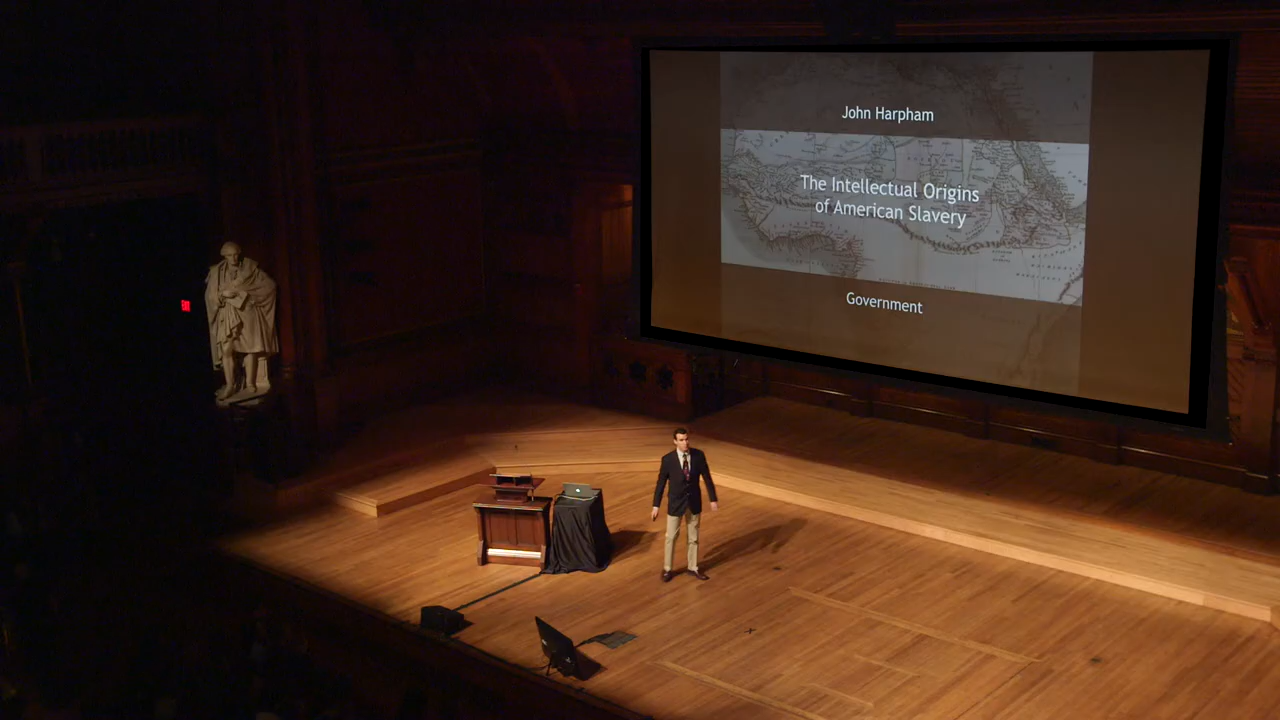 John Harpham
The Intellectual Origins
of American Slavery
Government